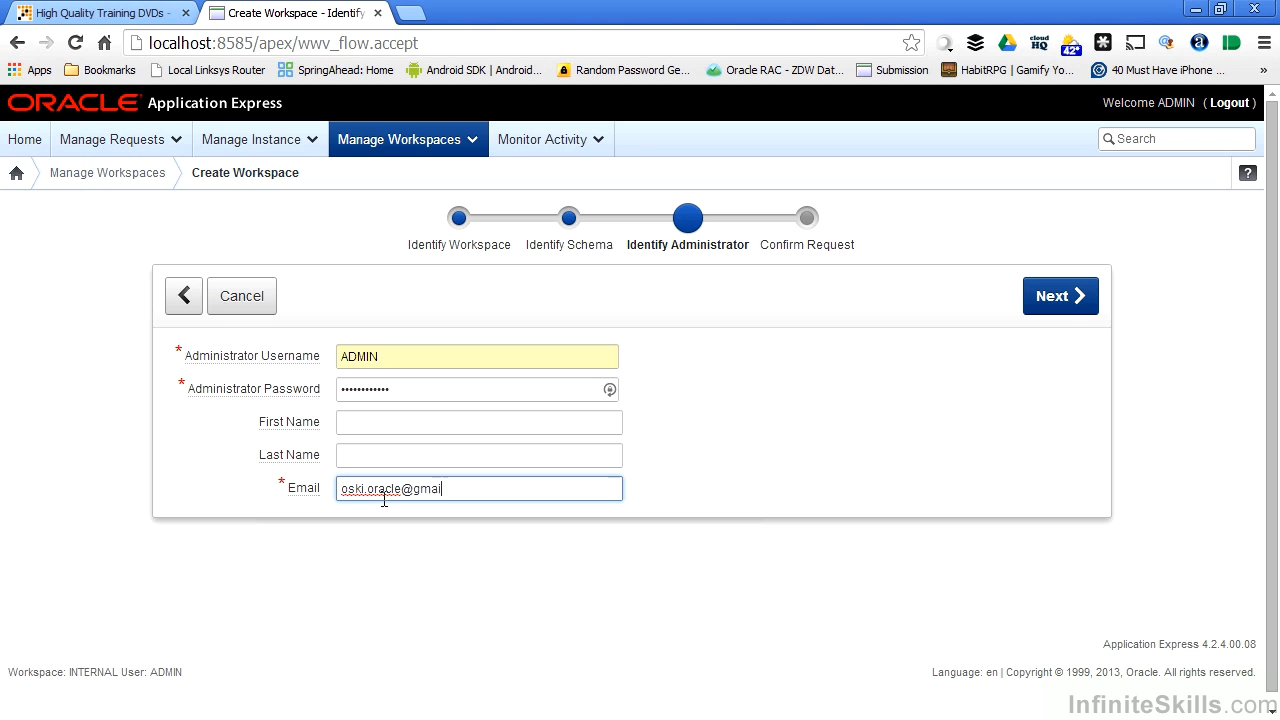 High Quality Training DVDs -
Create Workspace - Identify
localhost:8585/apex/wwv_flow.accept
42°
Apps
Bookmarks
Local Linksys Router
SpringAhead: Home
Android SDK | Android...
Random Password Ge...
Oracle RAC - ZDW Dat...
Submission
HabitRPG | Gamify Yo...
40 Must Have iPhone ...
»
ORACLE Application Express
Welcome ADMIN ( Logout )
Home
Manage Requests
Manage Instance
Manage Workspaces
Monitor Activity
Search
Manage Workspaces
Create Workspace
?
Identify Workspace
Identify Schema
Identify Administrator
Confirm Request
Cancel
Next
* Administrator Username
ADMIN
* Administrator Password
••••••••••••
First Name
Last Name
* Email
oski.oracle@gmai
Application Express 4.2.4.00.08
Workspace: INTERNAL User: ADMIN
Language: en | Copyright © 1999, 2013, Oracle. All rights reserved.
InfiniteSkills.com